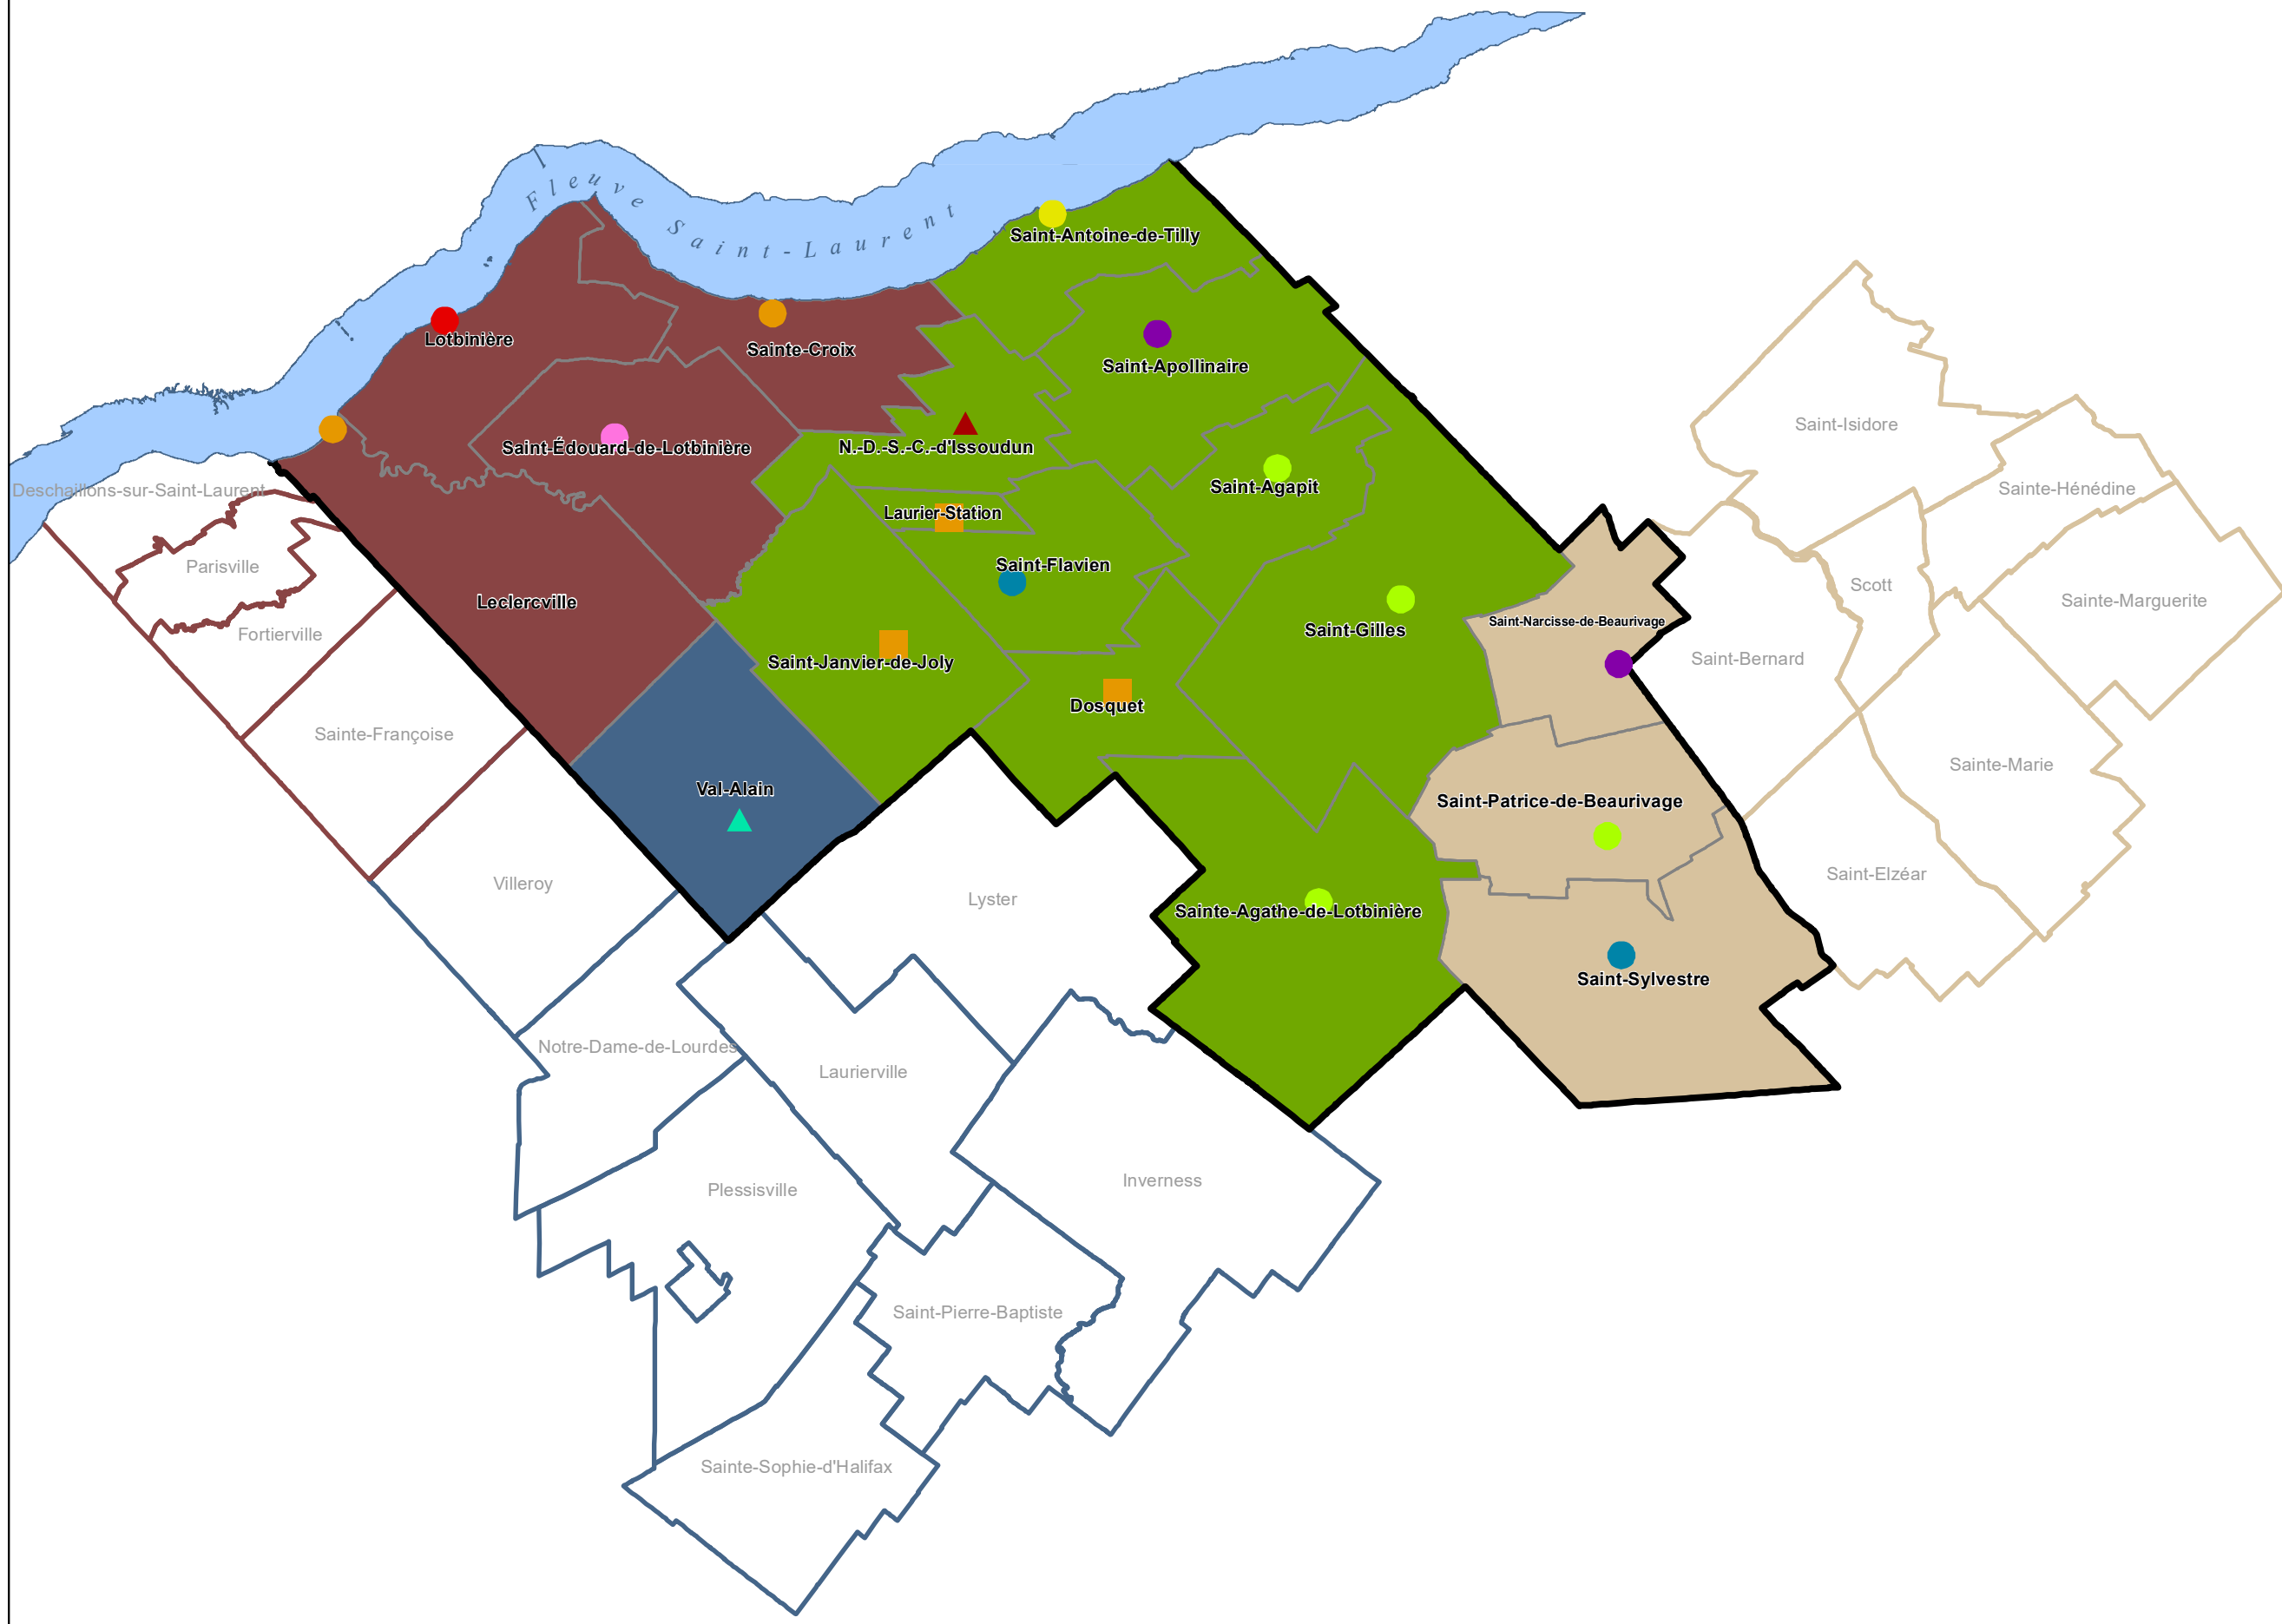 Fleuve Saint-Laurent
Saint-Antoine-de-Tilly
Lotbinière
Sainte-Croix
Saint-Apollinaire
Saint-Isidore
Saint-Édouard-de-Lotbinière
N.-D.-S.-C.-d'Issoudun
Saint-Agapit
Deschaillons-sur-Saint-Laurent
Sainte-Hénédine
Laurier-Station
Parisville
Saint-Flavien
Scott
Leclercville
Sainte-Marguerite
Saint-Narcisse-de-Beaurivage
Fortierville
Saint-Gilles
Saint-Janvier-de-Joly
Saint-Bernard
Dosquet
Sainte-Françoise
Sainte-Marie
Val-Alain
Saint-Patrice-de-Beaurivage
Saint-Elzéar
Villeroy
Lyster
Sainte-Agathe-de-Lotbinière
Saint-Sylvestre
Notre-Dame-de-Lourdes
Laurierville
Inverness
Plessisville
Saint-Pierre-Baptiste
Sainte-Sophie-d'Halifax